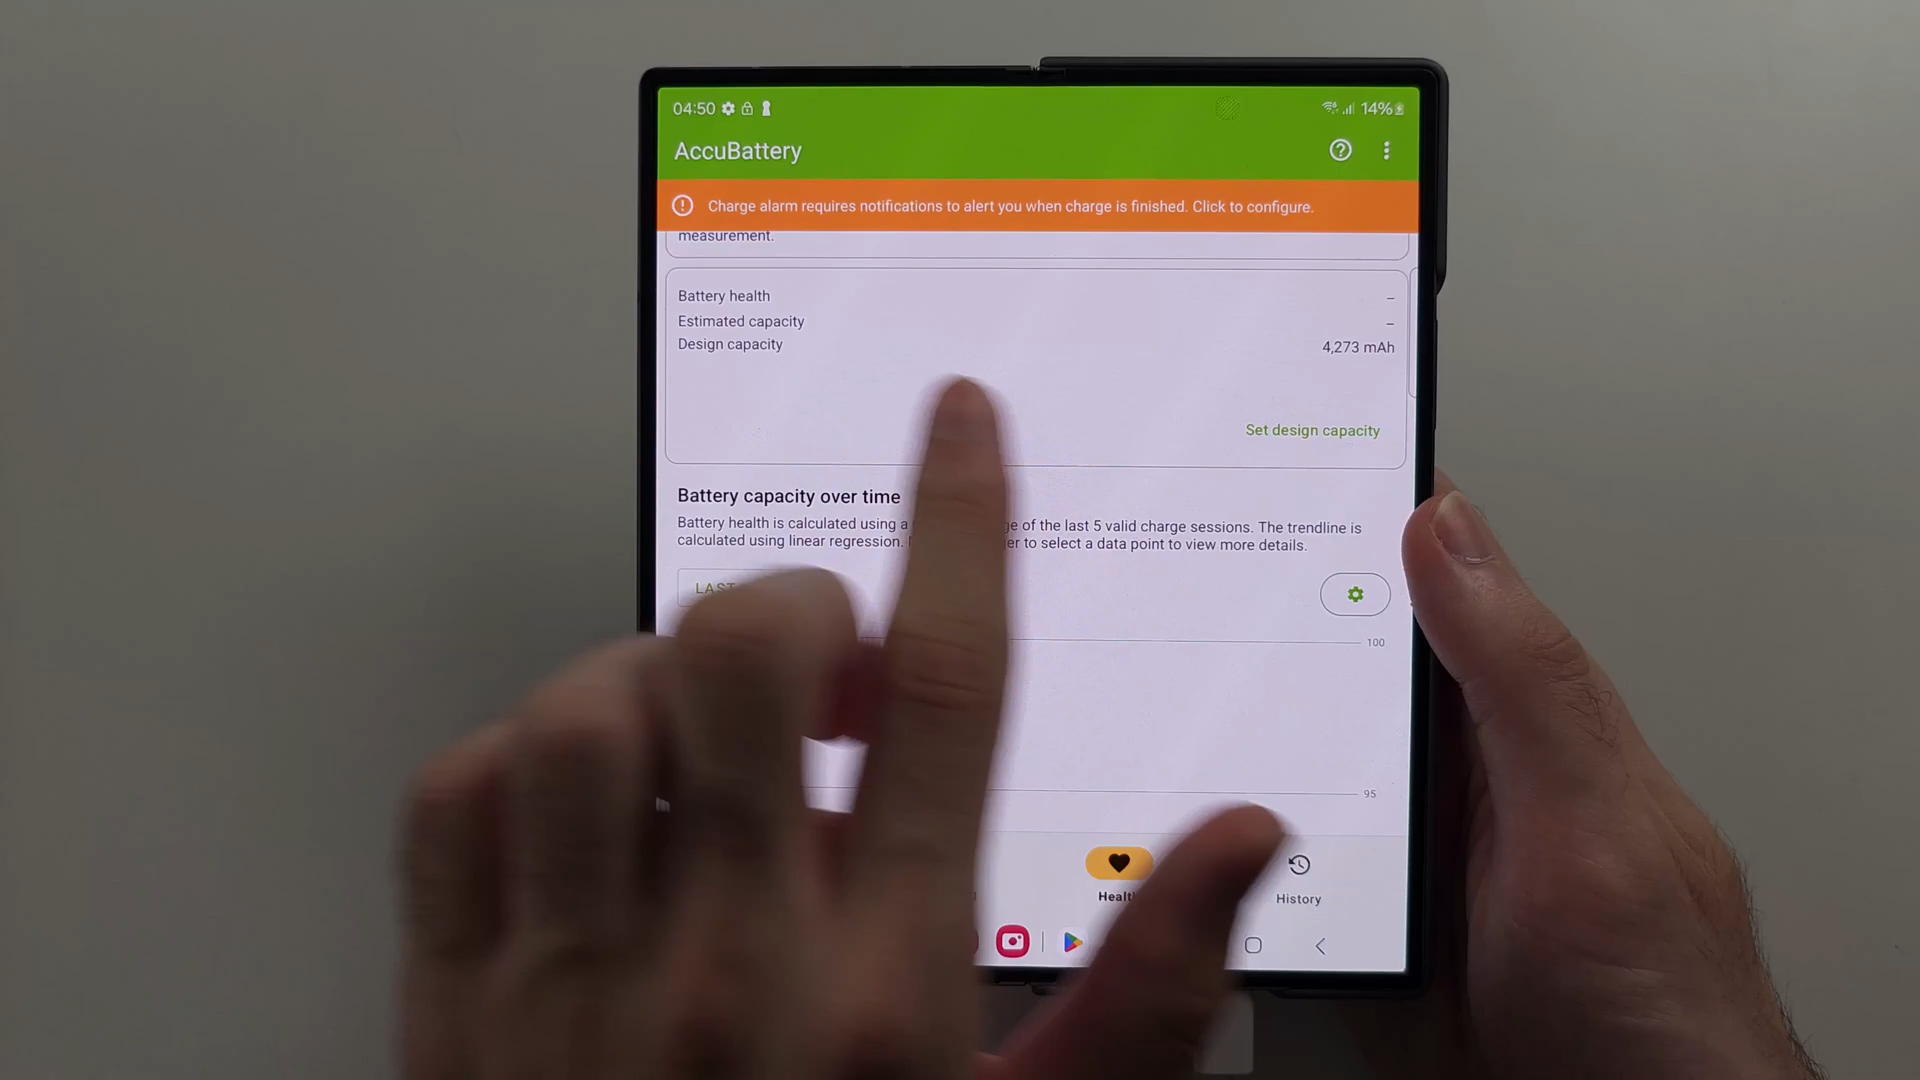 04:50 14%
AccuBattery
Charge alarm requires notifications to alert you when charge is finished. Click to configure.
measurement.
Battery health –
Estimated capacity –
Design capacity 4,273 mAh
Set design capacity
Battery capacity over time
Battery health is calculated using a of the last 5 valid charge sessions. The trendline is
calculated using linear regression. to select a data point to view more details.
LAST
100
95
Health History